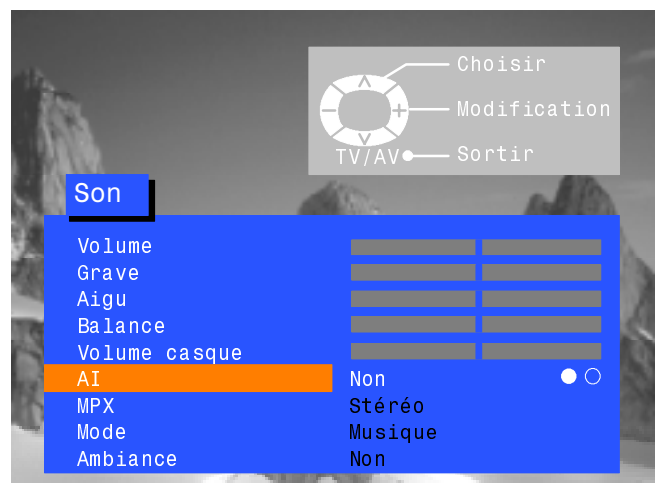 Choisir
Modification
TV/AV Sortir
Son
Volume
Grave
Aigu
Balance
Volume casque
AI Non
MPX Stéréo
Mode Musique
Ambiance Non